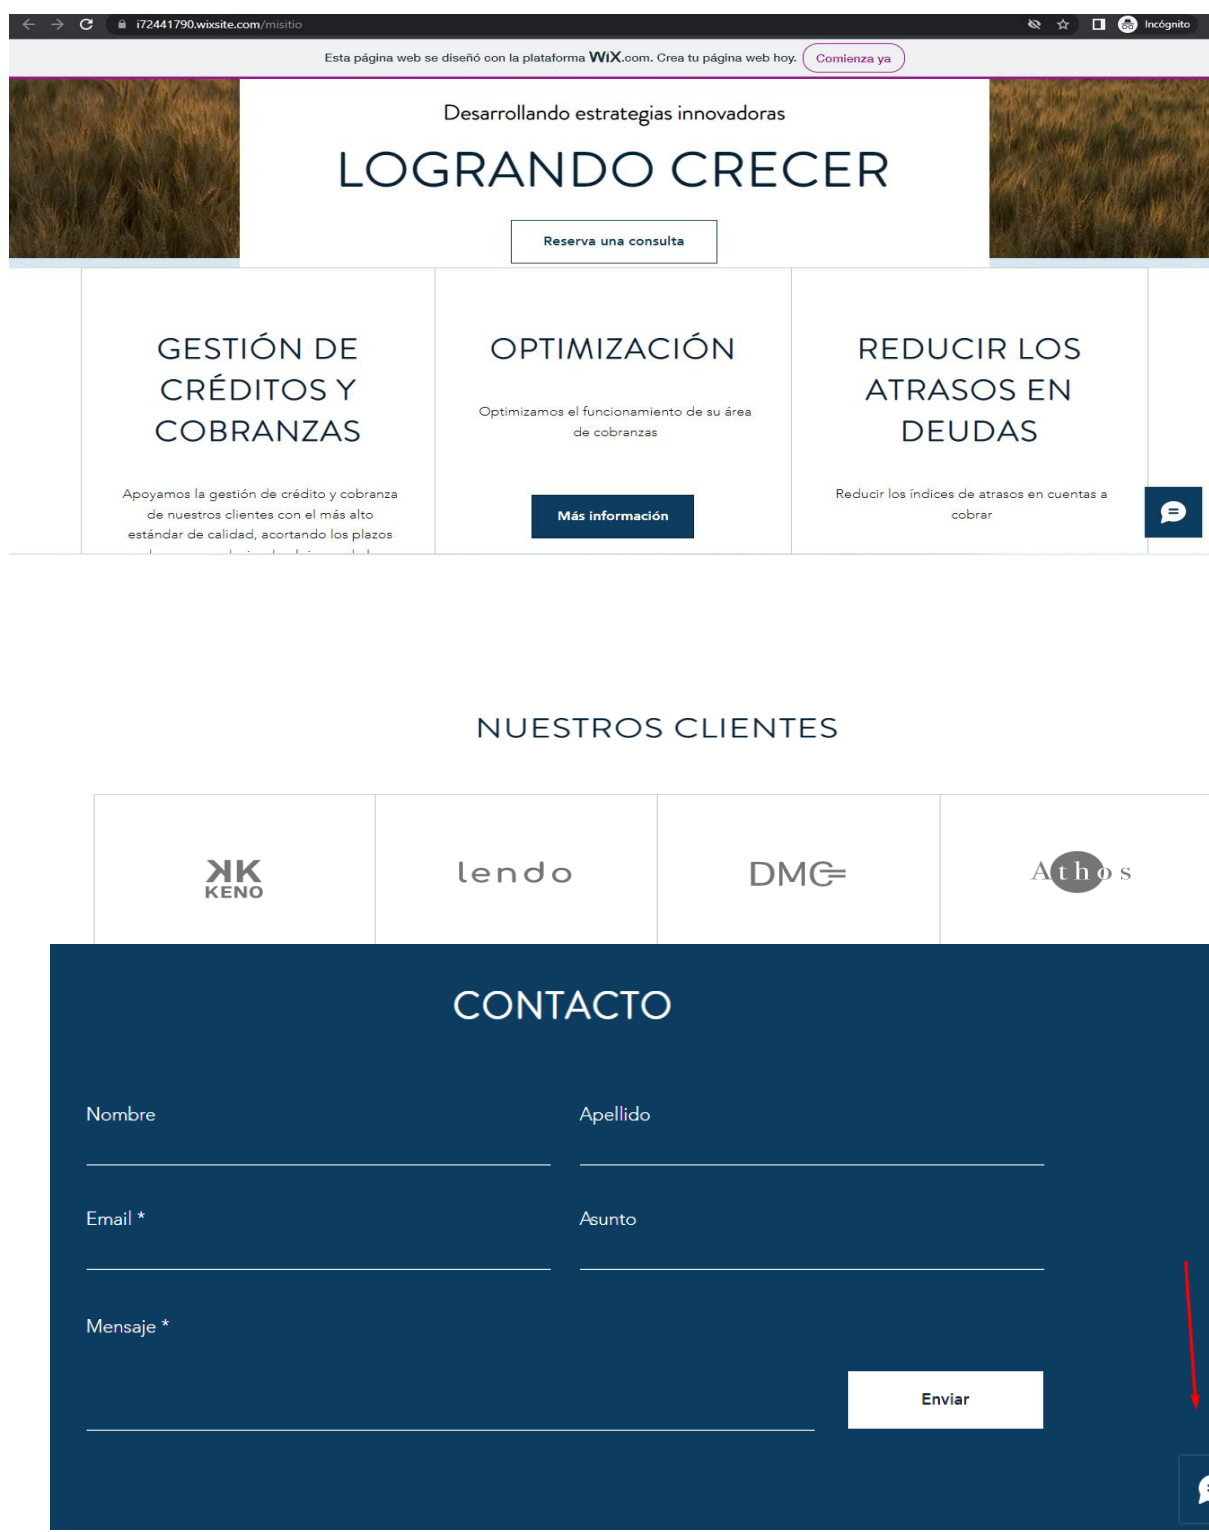 i72441790.wixsite.com/misitio
Incógnito
Esta página web se diseñó con la plataforma WiX.com. Crea tu página web hoy.
Comienza ya
Desarrollando estrategias innovadoras
LOGRANDO CRECER
Reserva una consulta
GESTIÓN DE
CRÉDITOS Y
COBRANZAS
Apoyamos la gestión de crédito y cobranza
de nuestros clientes con el más alto
estándar de calidad, acortando los plazos
OPTIMIZACIÓN
Optimizamos el funcionamiento de su área
de cobranzas
Más información
REDUCIR LOS
ATRASOS EN
DEUDAS
Reducir los índices de atrasos en cuentas a
cobrar
NUESTROS CLIENTES
KK
KENO
lendo
DMC
Athos
CONTACTO
Nombre
Apellido
Email *
Asunto
Mensaje *
Enviar